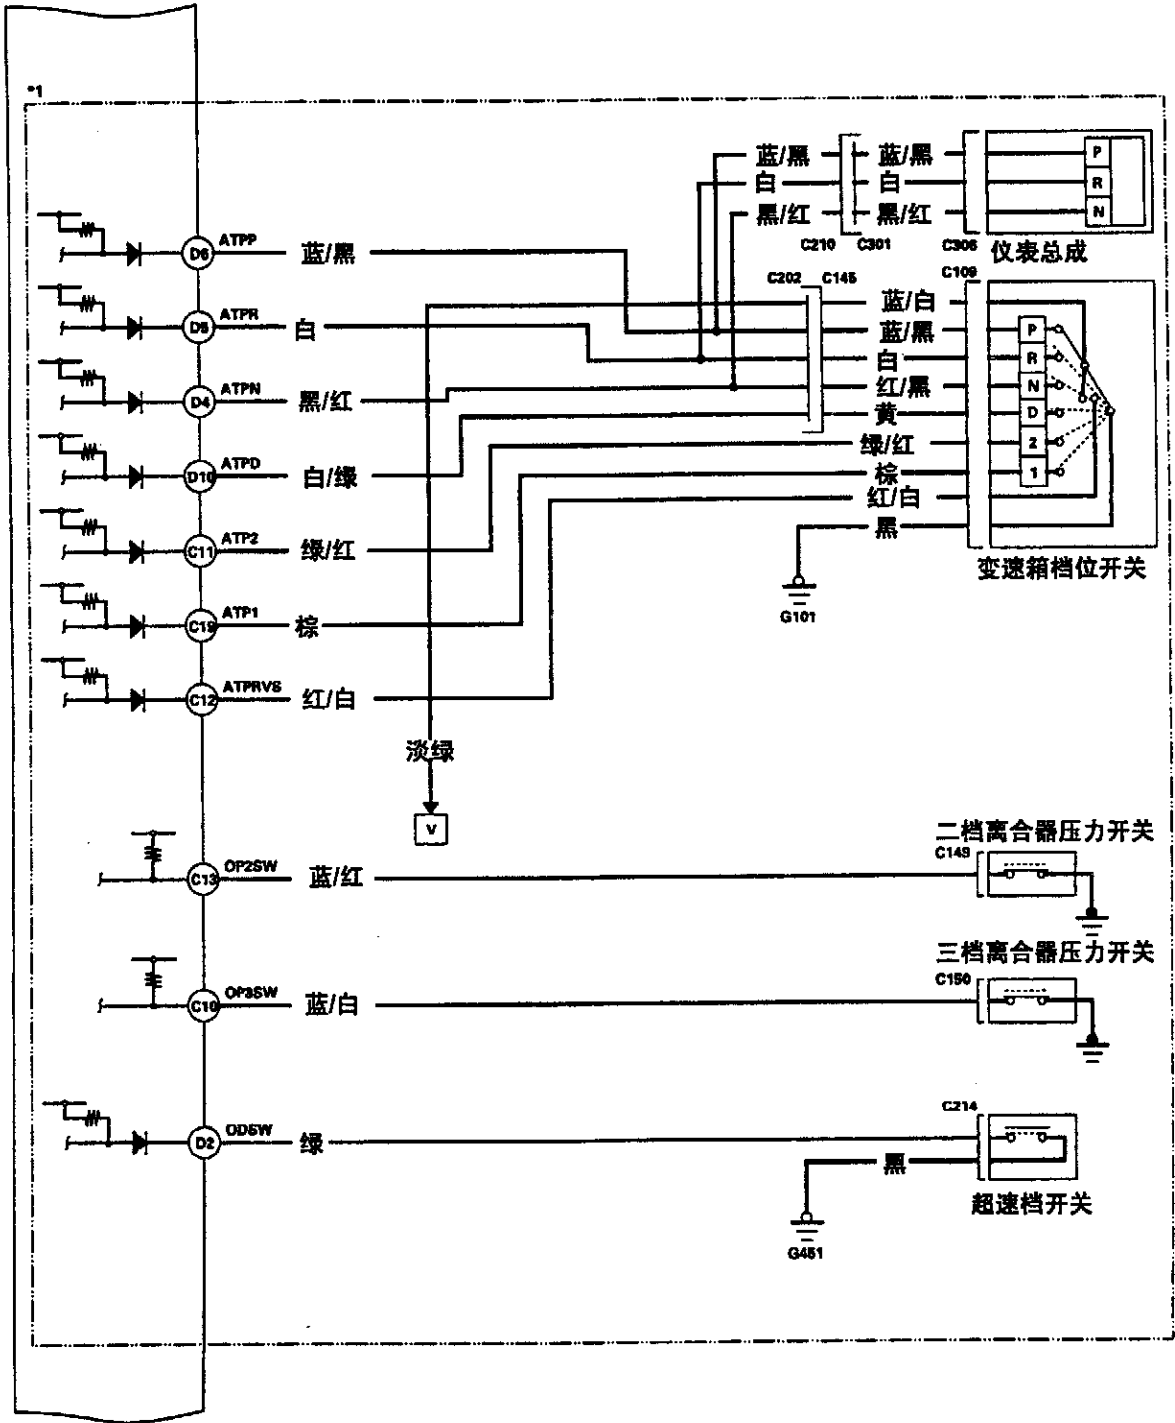 *1
蓝/黑 蓝/黑 P
白 白 R
黑/红 黑/红 N
C210 C301 C306 仪表总成
D6 ATPP 蓝/黑
C202 C145 C109
蓝/白
D5 ATPR 白
蓝/黑 P
白 R
D4 ATPN 黑/红
红/黑 N
黄 D
绿/红 2
D10 ATPD 白/绿
棕 1
红/白
黑
C11 ATP2 绿/红
变速箱档位开关
G101
ATP1 棕
C12 ATPRVS 红/白
淡绿
V
二档离合器压力开关
C13 OP2SW 蓝/红
三档离合器压力开关
C150
C10 OP3SW 蓝/白
C214
D2 ODSW 绿
黑
超速档开关
G451